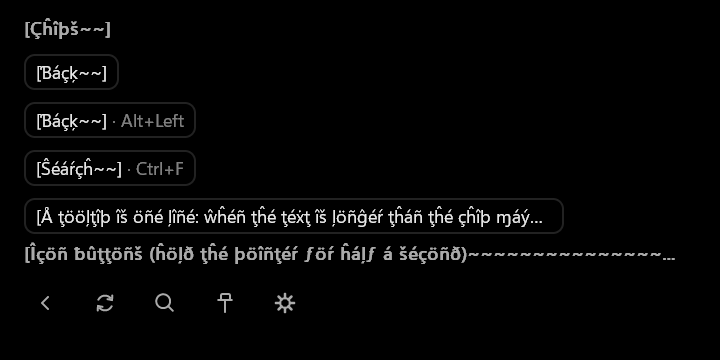 [Çĥîþš~~]
[Ɓáçķ~~]
[Ɓáçķ~~] · Alt+Left
[Šéáŕçĥ~~] · Ctrl+F
[Å ţööļţîþ îš öñé ļîñé: ŵĥéñ ţĥé ţéẋţ îš ļöñĝéŕ ţĥáñ ţĥé çĥîþ ɱáý...
[Îçöñ ƀûţţöñš (ĥöļð ţĥé þöîñţéŕ ƒöŕ ĥáļƒ á šéçöñð)~~~~~~~~~~~~~~~...